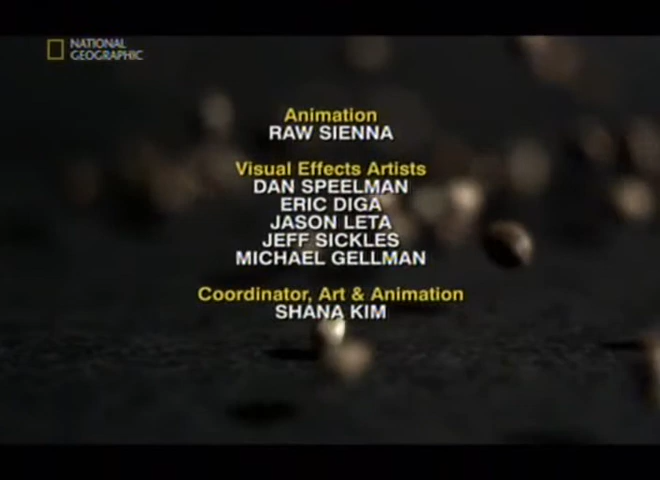 NATIONAL
GEOGRAPHIC
Animation
RAW SIENNA
Visual Effects Artists
DAN SPEELMAN
ERIC DIGA
JASON LETA
JEFF SICKLES
MICHAEL GELLMAN
Coordinator, Art & Animation
SHANA KIM